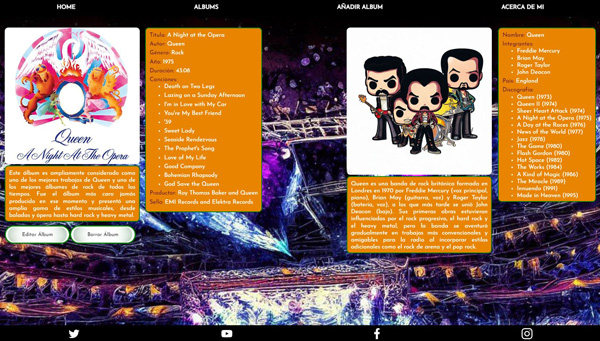 HOME
ALBUMS
AÑADIR ALBUM
ACERCA DE MI
Queen
A Night At The Opera
Este álbum es ampliamente considerado como
uno de los mejores trabajos de Queen y uno de
los mejores álbumes de rock de todos los
tiempos. Fue el álbum más caro jamás
producido en ese momento y presenta una
amplia gama de estilos musicales, desde
baladas y ópera hasta hard rock y heavy metal.
Editar Álbum
Borrar Álbum
Título: A Night at the Opera
Autor: Queen
Género: Rock
Año: 1975
Duración: 43:08
Canciones:
Death on Two Legs
Lazing on a Sunday Afternoon
I'm in Love with My Car
You're My Best Friend
'39
Sweet Lady
Seaside Rendezvous
The Prophet's Song
Love of My Life
Good Company
Bohemian Rhapsody
God Save the Queen
Productor: Roy Thomas Baker and Queen
Sello: EMI Records and Elektra Records
Queen es una banda de rock británica formada en
Londres en 1970 por Freddie Mercury (voz principal,
piano), Brian May (guitarra, voz) y Roger Taylor
(batería, voz), a los que más tarde se unió John
Deacon (bajo). Sus primeras obras estuvieron
influenciadas por el rock progresivo, el hard rock y
el heavy metal, pero la banda se aventuró
gradualmente en trabajos más convencionales y
amigables para la radio al incorporar estilos
adicionales como el rock de arena y el pop rock.
Nombre: Queen
Integrantes:
Freddie Mercury
Brian May
Roger Taylor
John Deacon
País: England
Discografía:
Queen (1973)
Queen II (1974)
Sheer Heart Attack (1974)
A Night at the Opera (1975)
A Day at the Races (1976)
News of the World (1977)
Jazz (1978)
The Game (1980)
Flash Gordon (1980)
Hot Space (1982)
The Works (1984)
A Kind of Magic (1986)
The Miracle (1989)
Innuendo (1991)
Made in Heaven (1995)